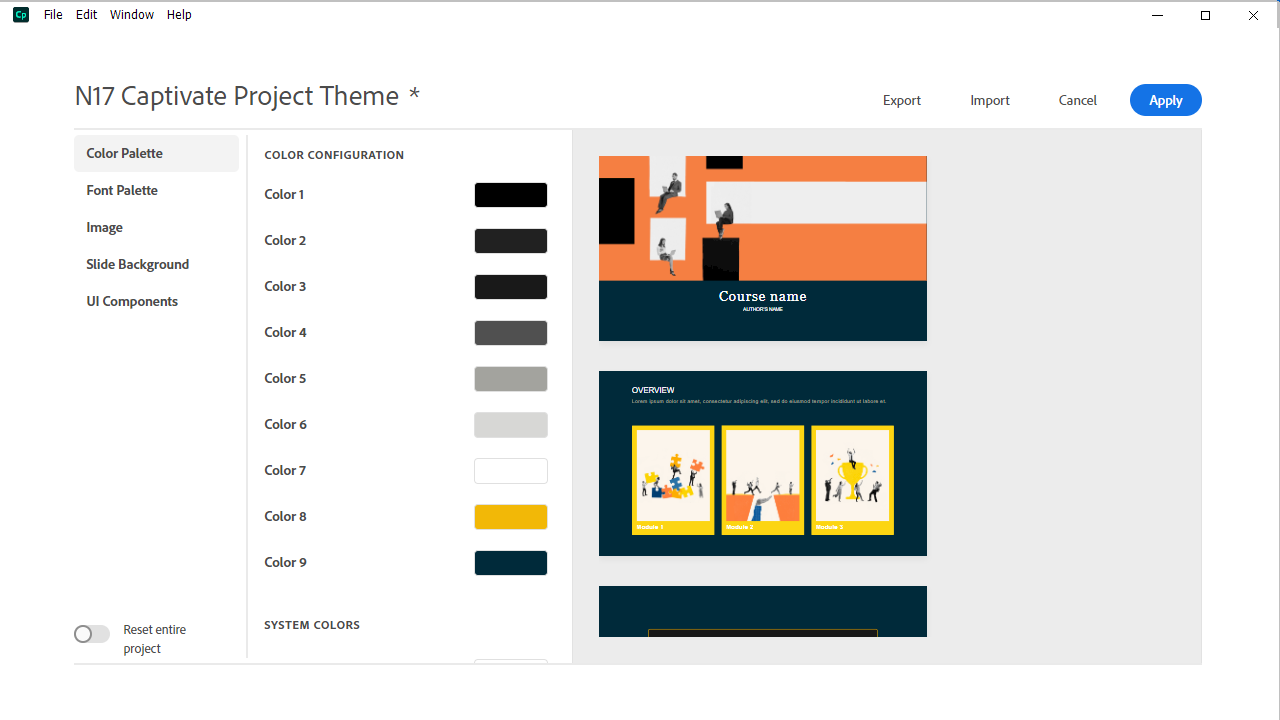 Cp File Edit Window Help
N17 Captivate Project Theme *
Export Import Cancel Apply
Color Palette
Font Palette
Image
Slide Background
UI Components
Reset entire
project
COLOR CONFIGURATION
Color 1
Color 2
Color 3
Color 4
Color 5
Color 6
Color 7
Color 8
Color 9
SYSTEM COLORS
Course name
AUTHOR'S NAME
OVERVIEW
Lorem ipsum dolor sit amet, consectetur adipiscing elit, sed do eiusmod tempor incididunt ut labore et.
Module 1 Module 2 Module 3